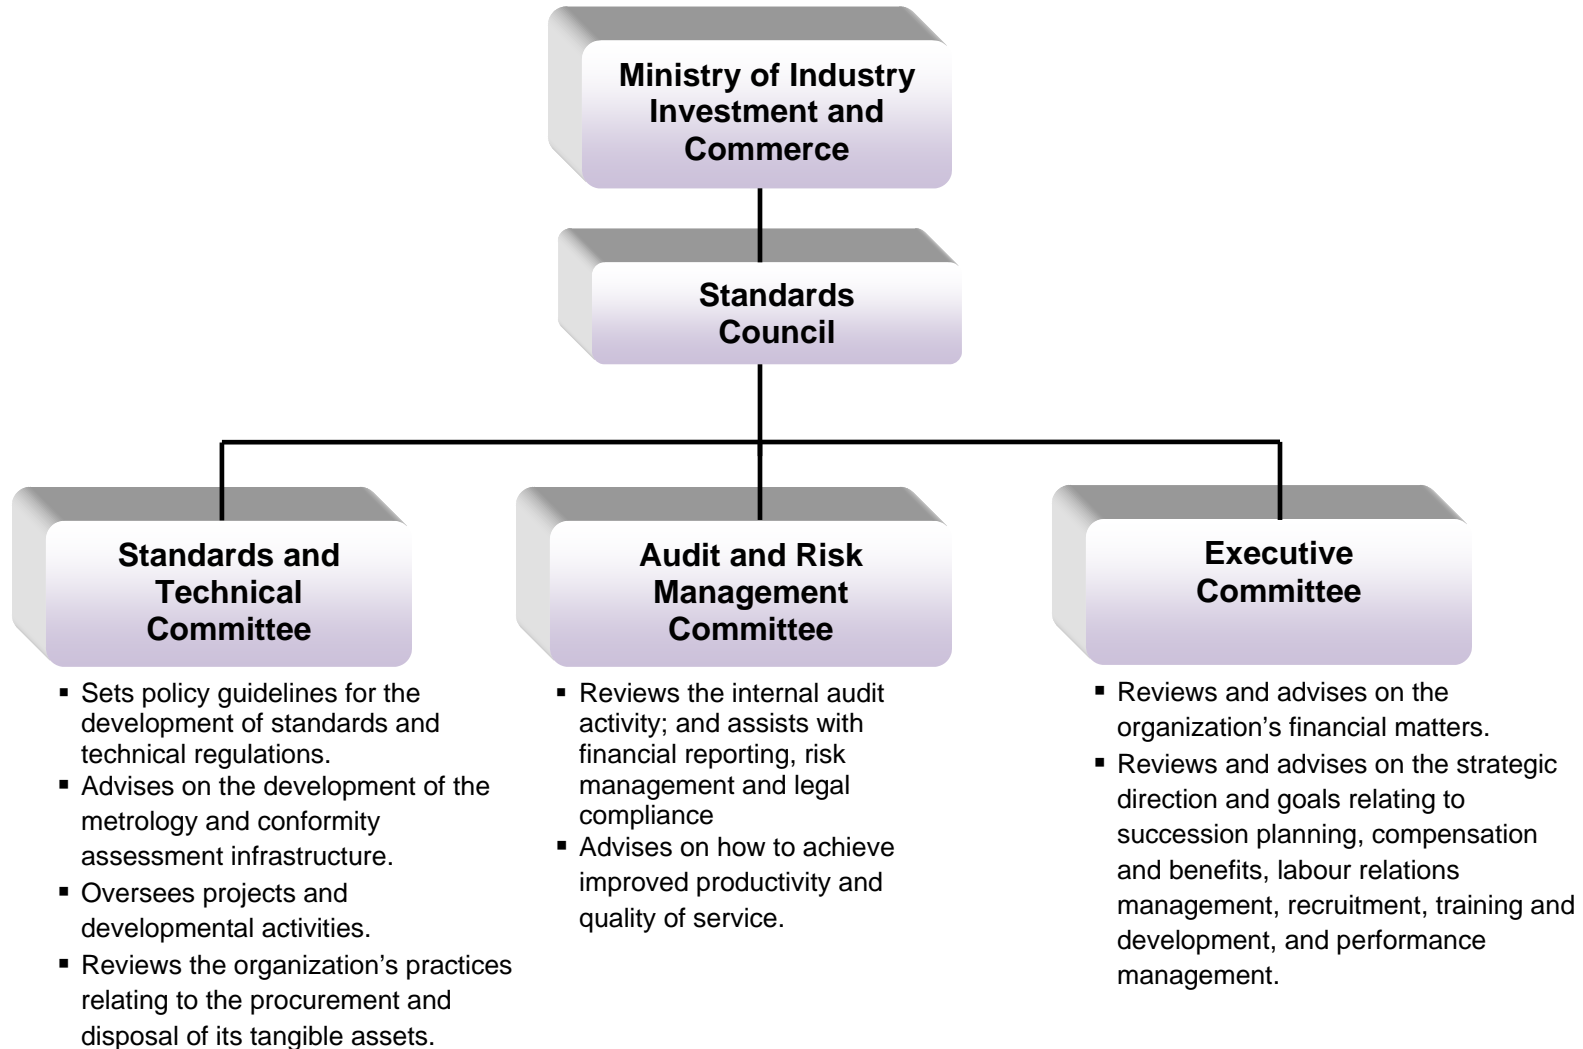 Ministry of Industry
Investment and
Commerce
Standards
Council
Standards and
Technical
Committee
▪ Sets policy guidelines for the
development of standards and
technical regulations.
▪ Advises on the development of the
metrology and conformity
assessment infrastructure.
▪ Oversees projects and
developmental activities.
▪ Reviews the organization’s practices
relating to the procurement and
disposal of its tangible assets.
Audit and Risk
Management
Committee
▪ Reviews the internal audit
activity; and assists with
financial reporting, risk
management and legal
compliance
▪ Advises on how to achieve
improved productivity and
quality of service.
Executive
Committee
▪ Reviews and advises on the
organization’s financial matters.
▪ Reviews and advises on the strategic
direction and goals relating to
succession planning, compensation
and benefits, labour relations
management, recruitment, training and
development, and performance
management.